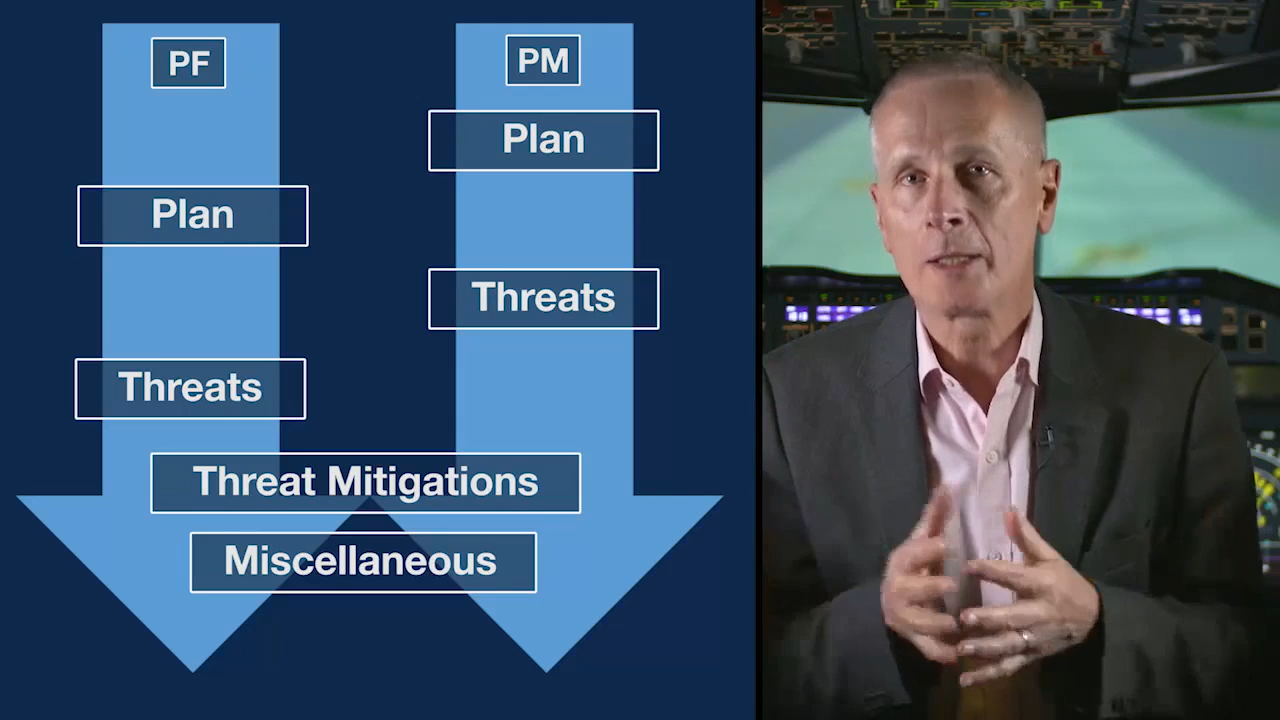 PF
PM
Plan
Plan
Threats
Threats
Threat Mitigations
Miscellaneous